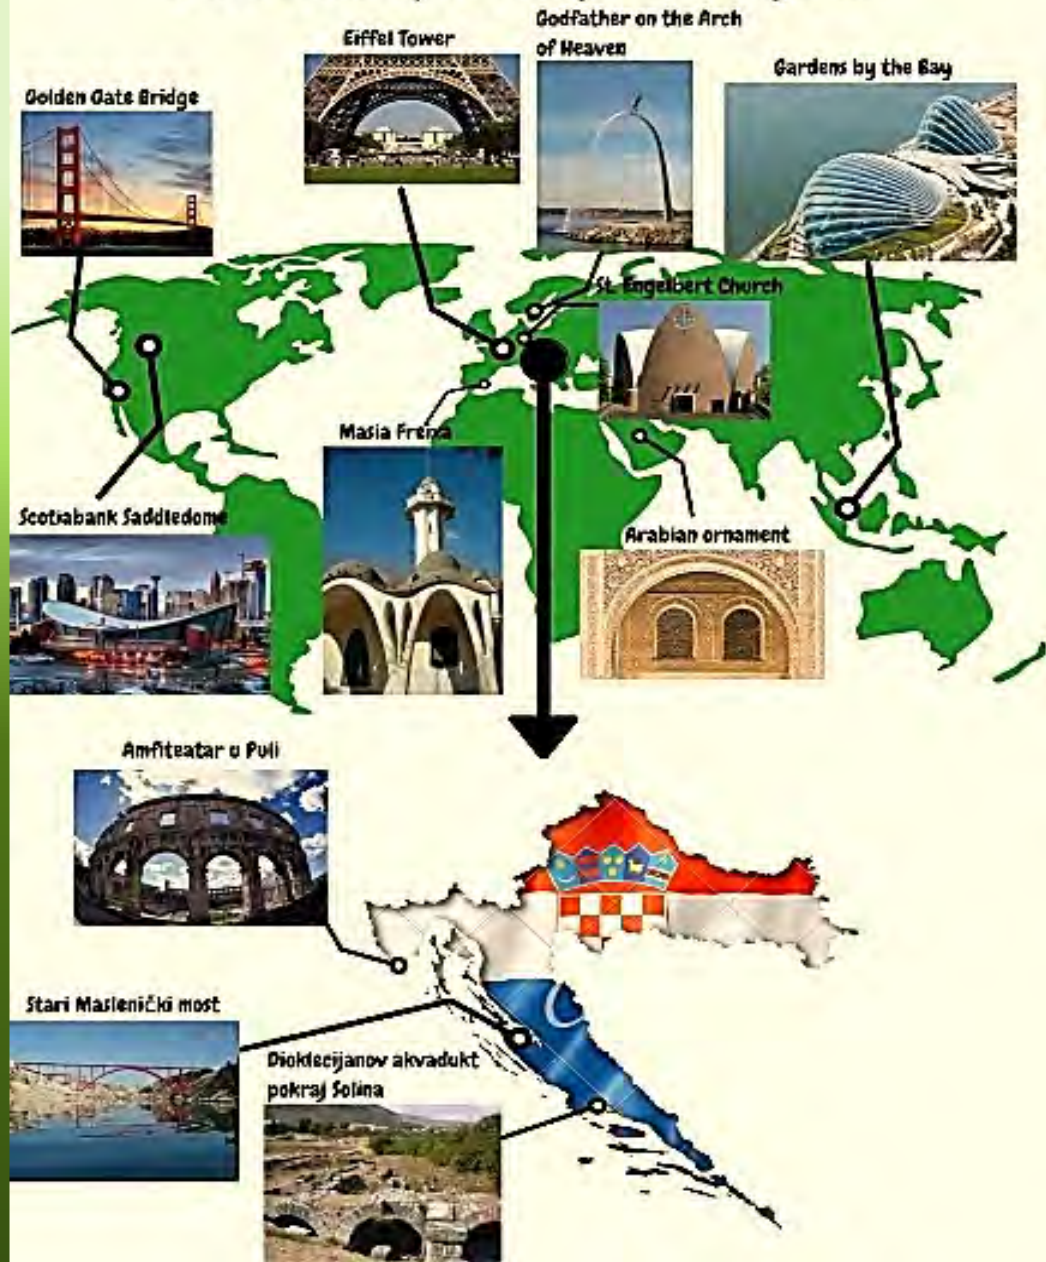 Godfather on the Arch
of Heaven
Eiffel Tower
Gardens by the Bay
Golden Gate Bridge
St. Engelbert Church
Masia Freixa
Scotiabank Saddledome
Arabian ornament
Amfiteatar u Puli
Stari Maslenički most
Dioklecijanov akvadukt
pokraj Solina